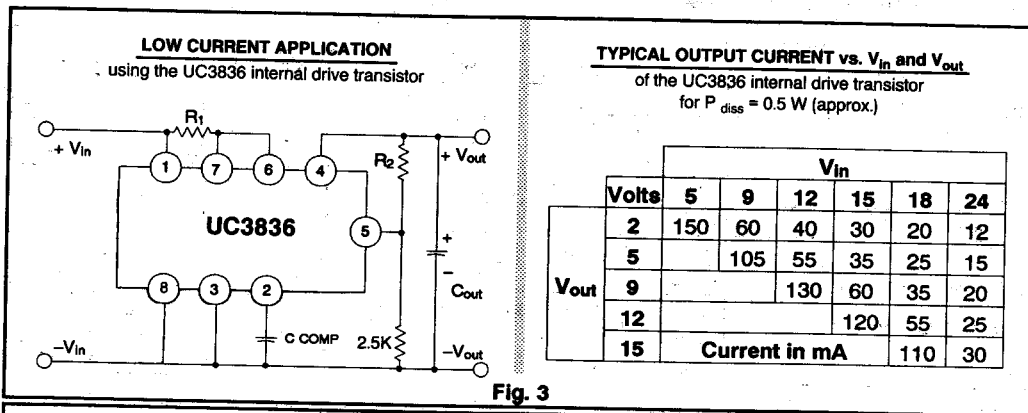 LOW CURRENT APPLICATION
using the UC3836 internal drive transistor
R1
+ Vin
1
7
6
4
R2
+ Vout
UC3836
5
+
−
Cout
8
3
2
C COMP
2.5K
−Vin
−Vout
TYPICAL OUTPUT CURRENT vs. Vin and Vout
of the UC3836 internal drive transistor
for P diss = 0.5 W (approx.)
Vin
Volts 5 9 12 15 18 24
2 150 60 40 30 20 12
5 105 55 35 25 15
Vout 9 130 60 35 20
12 120 55 25
15 Current in mA 110 30
Fig. 3